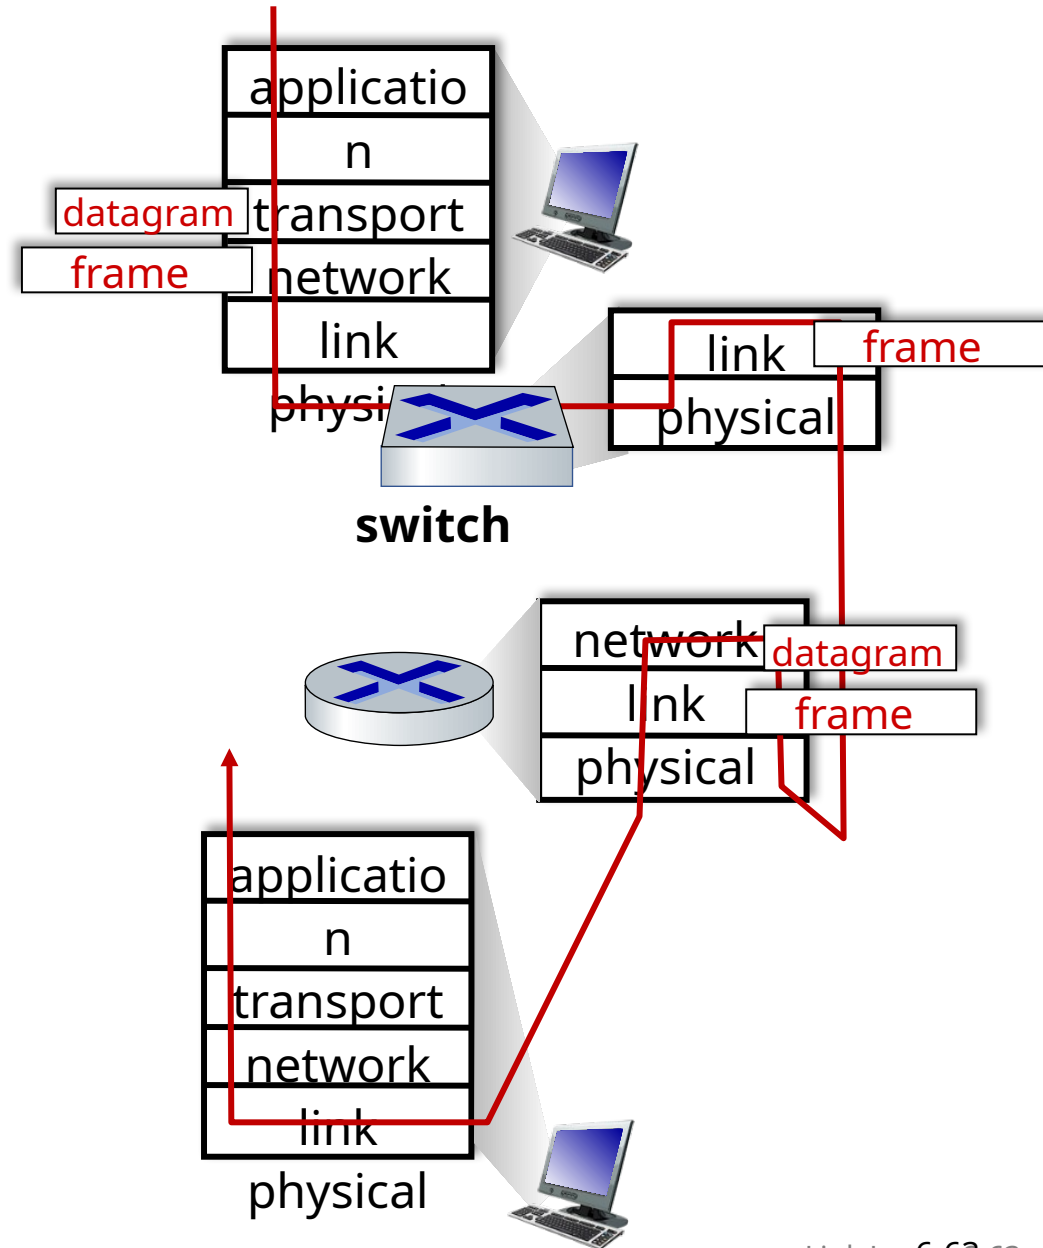 applicatio
n
datagram
transport
frame
network
link
physical
link
frame
physical
switch
network
datagram
link
frame
physical
applicatio
n
transport
network
link
physical